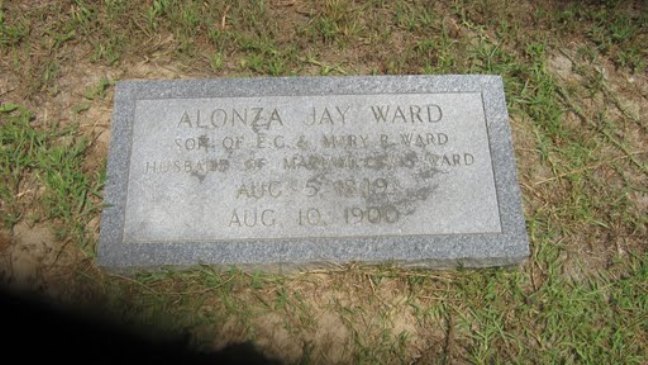 ALONZA JAY WARD
SON OF E.C. & MARY R. WARD
HUSBAND OF WARD
AUG. 5,
AUG. 10, 1900